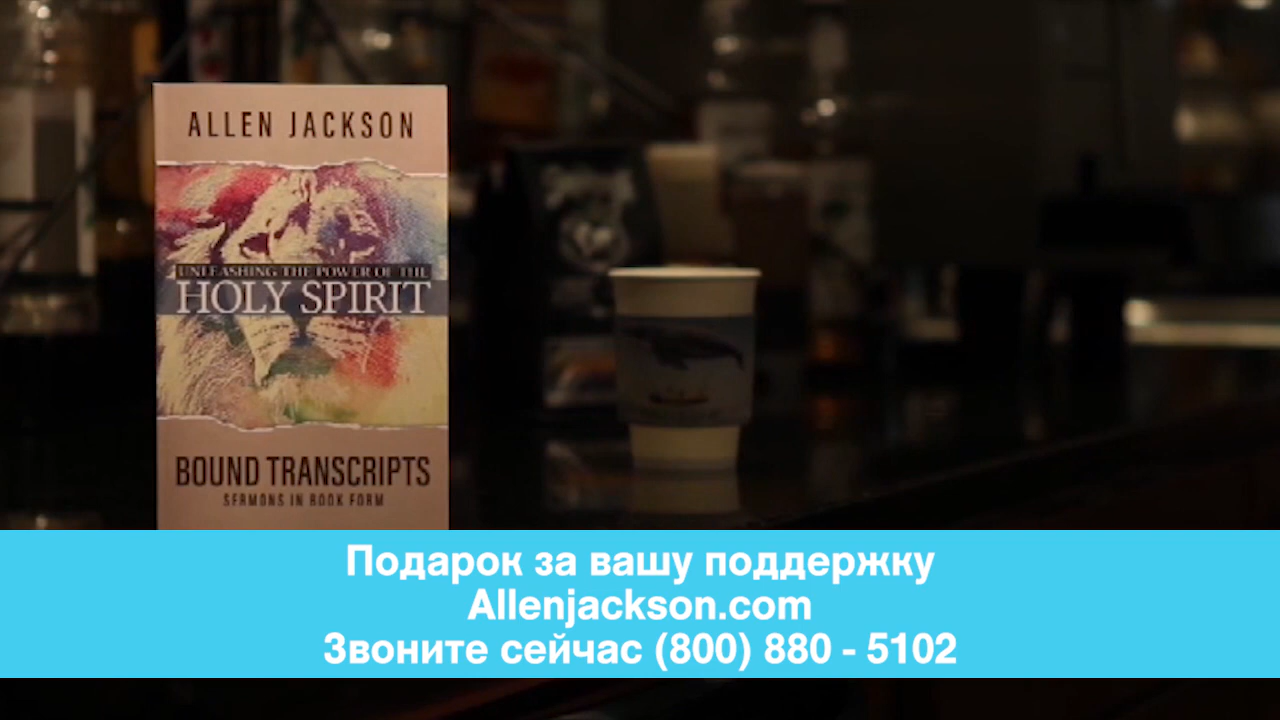 ALLEN JACKSON
UNLEASHING THE POWER OF THE
HOLY SPIRIT
BOUND TRANSCRIPTS
SERMONS IN BOOK FORM
Подарок за вашу поддержку
Allenjackson.com
Звоните сейчас (800) 880 - 5102